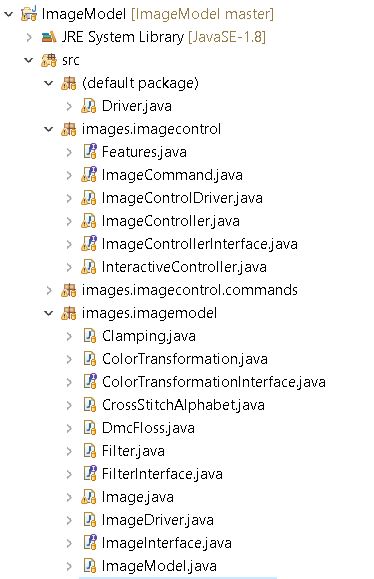 ImageModel [ImageModel master]
JRE System Library [JavaSE-1.8]
src
(default package)
Driver.java
images.imagecontrol
Features.java
ImageCommand.java
ImageControlDriver.java
ImageController.java
ImageControllerInterface.java
InteractiveController.java
images.imagecontrol.commands
images.imagemodel
Clamping.java
ColorTransformation.java
ColorTransformationInterface.java
CrossStitchAlphabet.java
DmcFloss.java
Filter.java
FilterInterface.java
Image.java
ImageDriver.java
ImageInterface.java
ImageModel.java